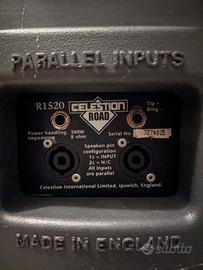 PARALLEL INPUTS
R1520
CELESTION
ROAD
Tip +
Ring -
Power handling 300W
impedance 8 ohm
Serial No.
Speakon pin
configuration
1± = INPUT
2± = N/C
All inputs
are parallel
Celestion International Limited, Ipswich, England.
MADE IN ENGLAND
subito